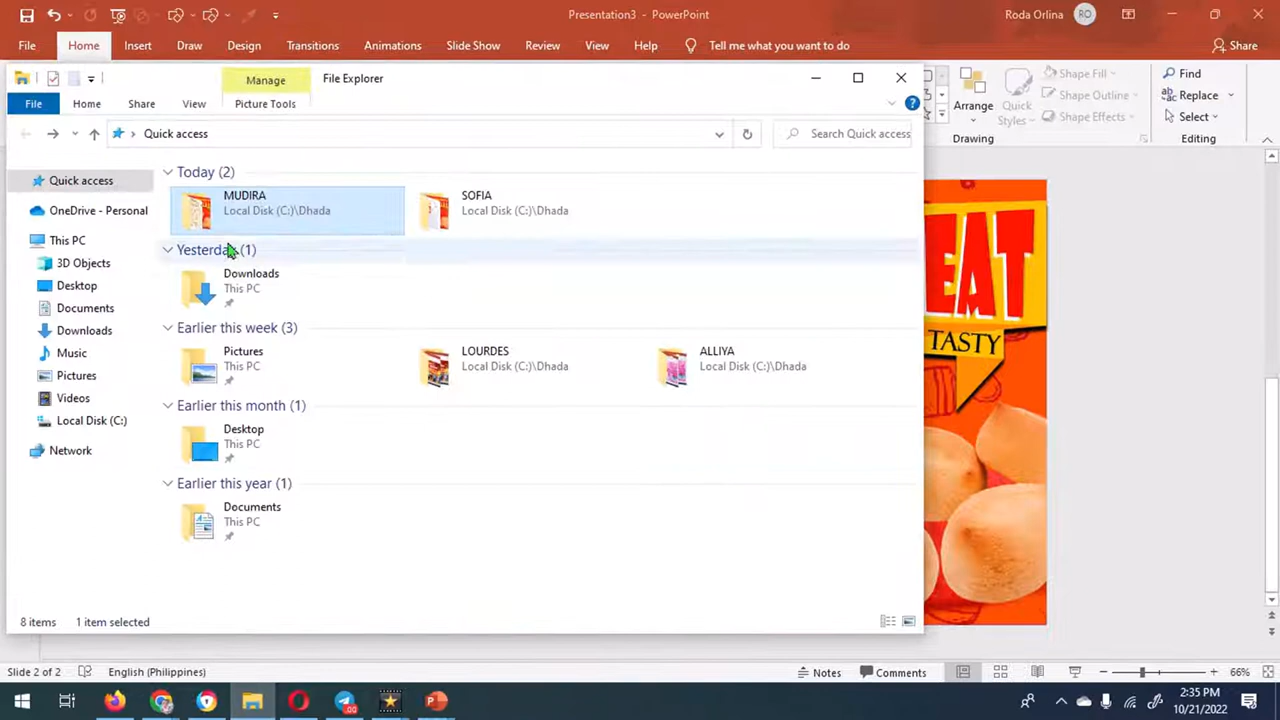 Presentation3 - PowerPoint
Roda Orlina
RO
File
Home
Insert
Draw
Design
Transitions
Animations
Slide Show
Review
View
Help
Tell me what you want to do
Share
Manage
File Explorer
File
Home
Share
View
Picture Tools
Quick access
Search Quick access
Arrange
Quick
Styles
Shape Fill
Shape Outline
Shape Effects
Drawing
Find
Replace
Select
Editing
Quick access
OneDrive - Personal
This PC
3D Objects
Desktop
Documents
Downloads
Music
Pictures
Videos
Local Disk (C:)
Network
Today (2)
MUDIRA
Local Disk (C:)\Dhada
SOFIA
Local Disk (C:)\Dhada
Yesterday (1)
Downloads
This PC
Earlier this week (3)
Pictures
This PC
LOURDES
Local Disk (C:)\Dhada
ALLIYA
Local Disk (C:)\Dhada
Earlier this month (1)
Desktop
This PC
Earlier this year (1)
Documents
This PC
8 items
1 item selected
EAT
TASTY
Slide 2 of 2
English (Philippines)
Notes
Comments
66%
2:35 PM
10/21/2022